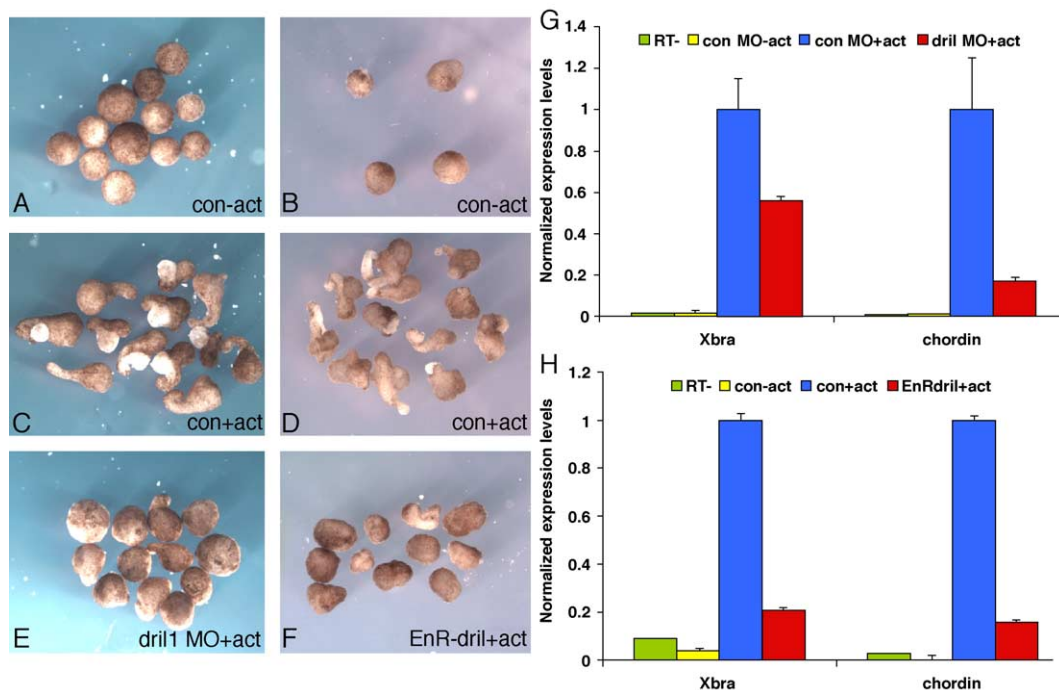 A
con-act
B
con-act
C
con+act
D
con+act
E
dril1 MO+act
F
EnR-dril+act
G
RT- con MO-act con MO+act dril MO+act
Normalized expression levels
1.4
1.2
1
0.8
0.6
0.4
0.2
0
Xbra chordin
H
RT- con-act con+act EnRdril+act
Normalized expression levels
1.2
1
0.8
0.6
0.4
0.2
0
Xbra chordin